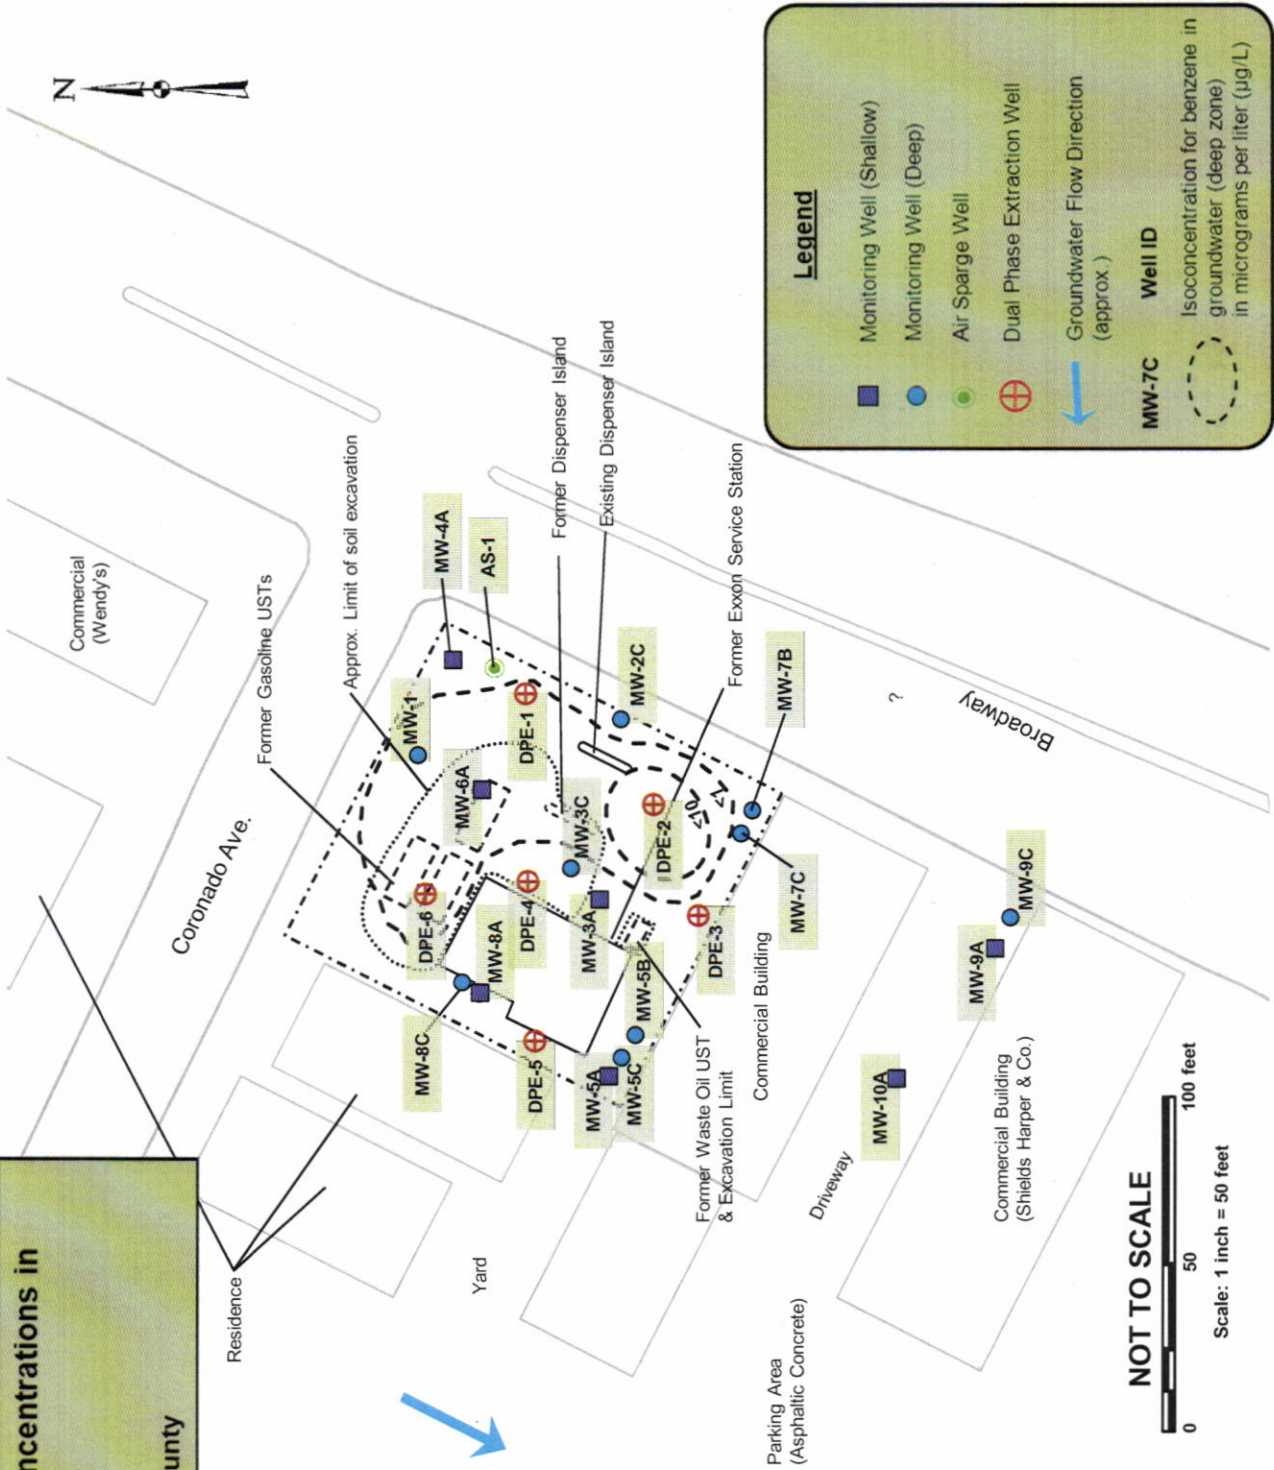 ncentrations in
unty
N
Commercial
(Wendy's)
Coronado Ave.
Former Gasoline USTs
Approx. Limit of soil excavation
Former Dispenser Island
Existing Dispenser Island
Former Exxon Service Station
MW-4A
AS-1
MW-1
MW-6A
DPE-1
MW-2C
MW-3C
DPE-6
DPE-4
DPE-2
<10
<1
MW-7B
MW-8A
MW-3A
MW-7C
MW-8C
DPE-3
MW-5B
DPE-5
MW-5A
MW-5C
Former Waste Oil UST
& Excavation Limit
Commercial Building
?
Broadway
Residence
Yard
Driveway
MW-9A
MW-9C
MW-10A
Commercial Building
(Shields Harper & Co.)
Parking Area
(Asphaltic Concrete)
NOT TO SCALE
0 50 100 feet
Scale: 1 inch = 50 feet
Legend
Monitoring Well (Shallow)
Monitoring Well (Deep)
Air Sparge Well
Dual Phase Extraction Well
Groundwater Flow Direction
(approx.)
MW-7C Well ID
Isoconcentration for benzene in
groundwater (deep zone)
in micrograms per liter (µg/L)